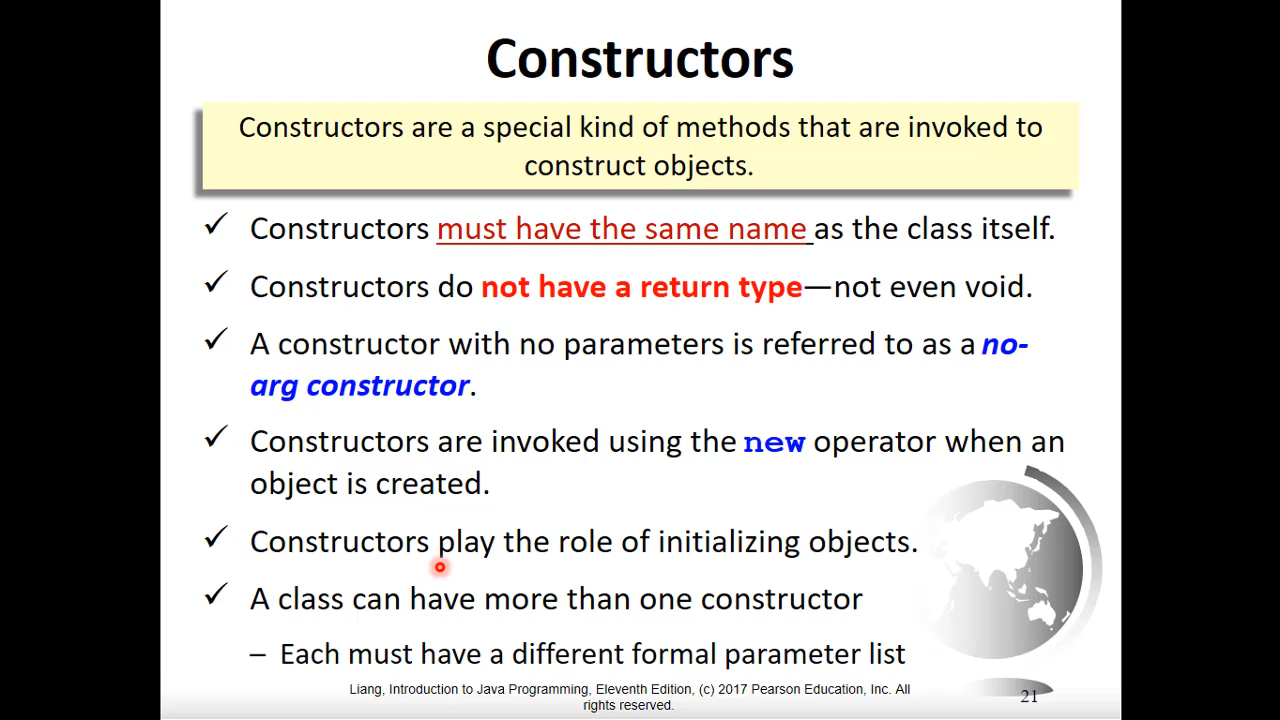 Constructors
Constructors are a special kind of methods that are invoked to
construct objects.
✓ Constructors must have the same name as the class itself.
✓ Constructors do not have a return type—not even void.
✓ A constructor with no parameters is referred to as a no-
arg constructor.
✓ Constructors are invoked using the new operator when an
object is created.
✓ Constructors play the role of initializing objects.
✓ A class can have more than one constructor
– Each must have a different formal parameter list
Liang, Introduction to Java Programming, Eleventh Edition, (c) 2017 Pearson Education, Inc. All
rights reserved.
21